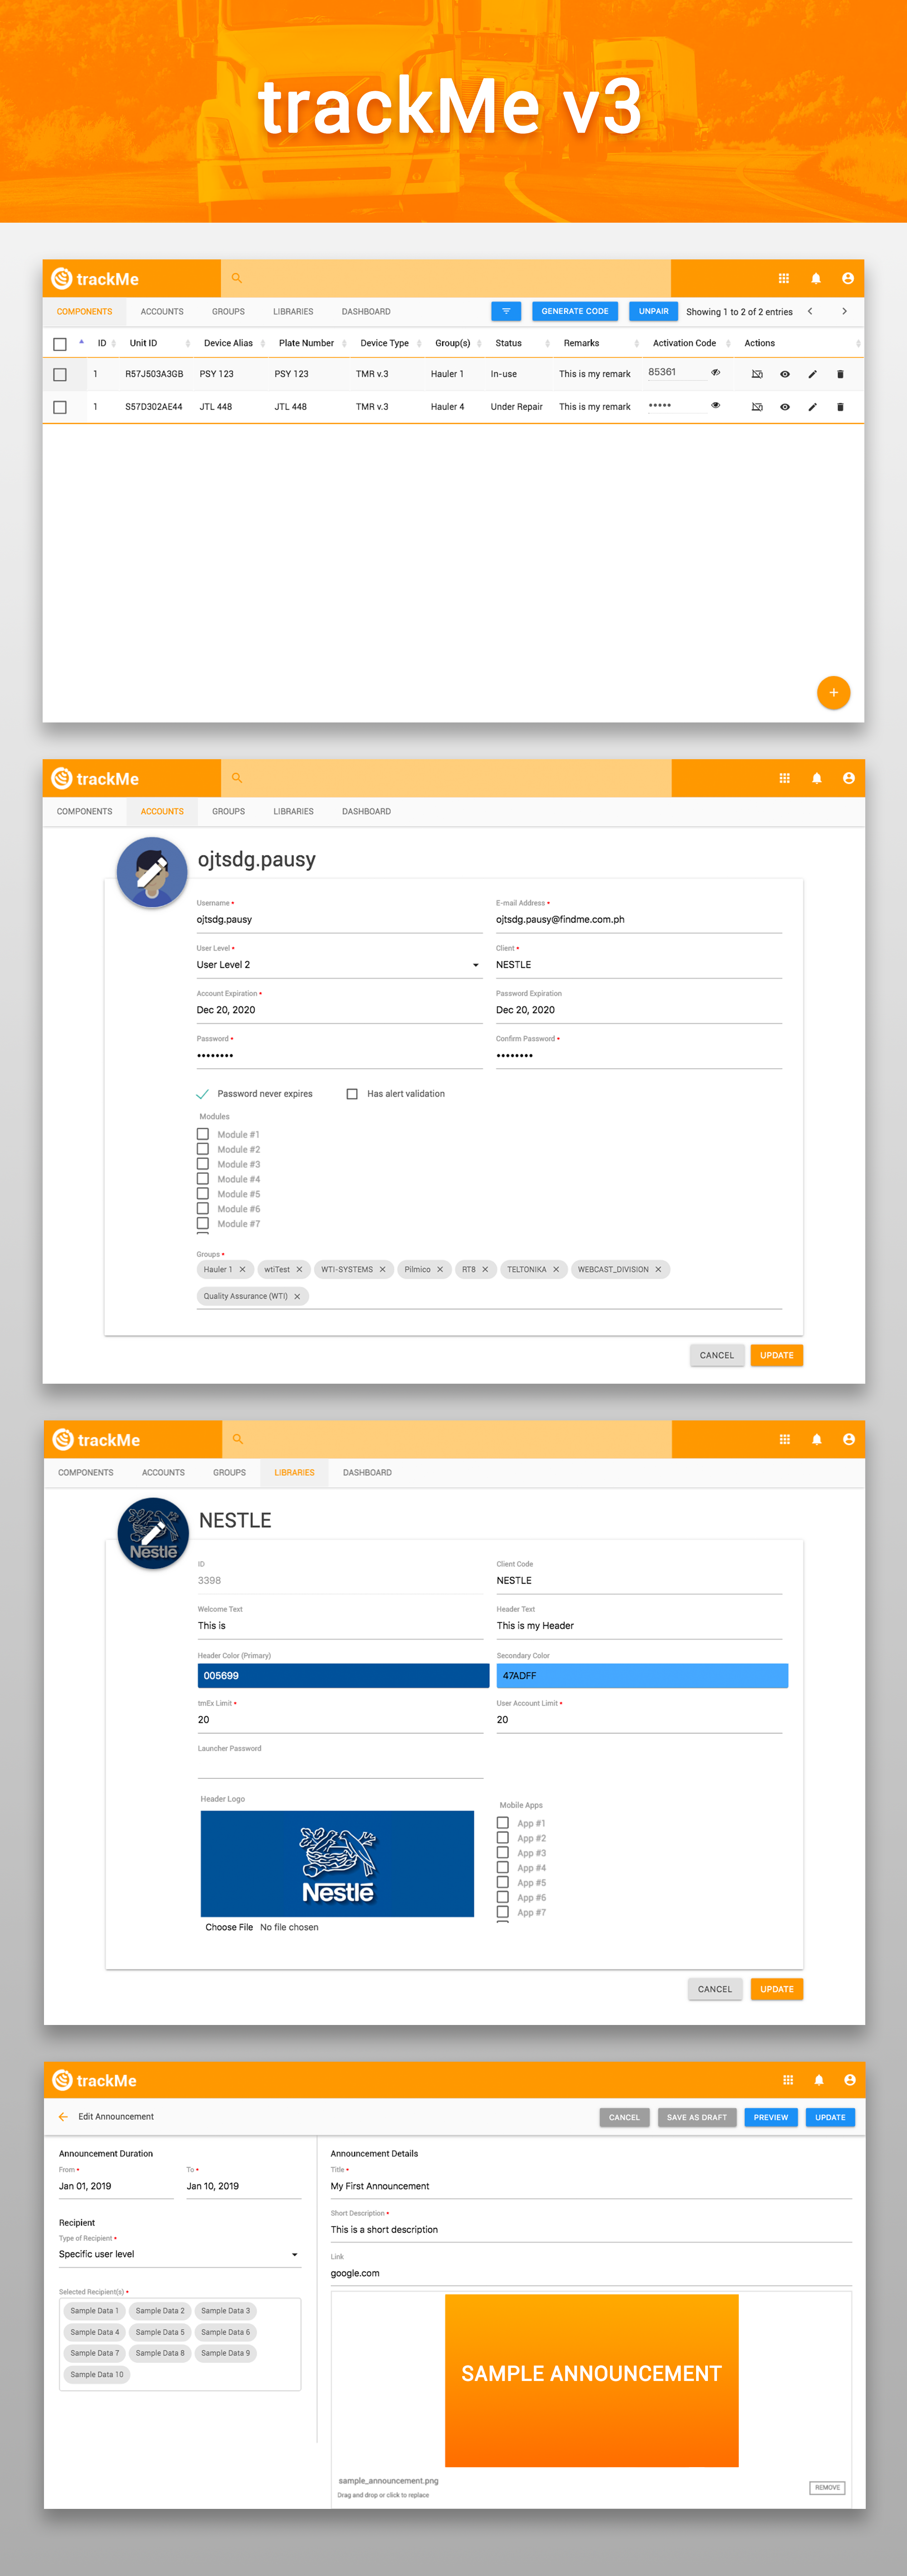 trackMe v3
trackMe
COMPONENTS ACCOUNTS GROUPS LIBRARIES DASHBOARD GENERATE CODE UNPAIR Showing 1 to 2 of 2 entries
ID Unit ID Device Alias Plate Number Device Type Group(s) Status Remarks Activation Code Actions
1 R57J503A3GB PSY 123 PSY 123 TMR v.3 Hauler 1 In-use This is my remark 85361
1 S57D302AE44 JTL 448 JTL 448 TMR v.3 Hauler 4 Under Repair This is my remark •••••
+
trackMe
COMPONENTS ACCOUNTS GROUPS LIBRARIES DASHBOARD
ojtsdg.pausy
Username • E-mail Address •
ojtsdg.pausy ojtsdg.pausy@findme.com.ph
User Level • Client •
User Level 2 NESTLE
Account Expiration • Password Expiration
Dec 20, 2020 Dec 20, 2020
Password • Confirm Password •
•••••••• ••••••••
Password never expires Has alert validation
Modules
Module #1
Module #2
Module #3
Module #4
Module #5
Module #6
Module #7
Groups •
Hauler 1 × wtiTest × WTI-SYSTEMS × Pilmico × RT8 × TELTONIKA × WEBCAST_DIVISION ×
Quality Assurance (WTI) ×
CANCEL UPDATE
trackMe
COMPONENTS ACCOUNTS GROUPS LIBRARIES DASHBOARD
Nestlé
NESTLE
ID Client Code
3398 NESTLE
Welcome Text Header Text
This is This is my Header
Header Color (Primary) Secondary Color
005699 47ADFF
tmEx Limit • User Account Limit •
20 20
Launcher Password
Header Logo Mobile Apps
Nestlé
App #1
App #2
App #3
App #4
App #5
App #6
App #7
Choose File No file chosen
CANCEL UPDATE
trackMe
Edit Announcement CANCEL SAVE AS DRAFT PREVIEW UPDATE
Announcement Duration
From • To •
Jan 01, 2019 Jan 10, 2019
Recipient
Type of Recipient •
Specific user level
Selected Recipient(s) •
Sample Data 1 Sample Data 2 Sample Data 3
Sample Data 4 Sample Data 5 Sample Data 6
Sample Data 7 Sample Data 8 Sample Data 9
Sample Data 10
Announcement Details
Title •
My First Announcement
Short Description •
This is a short description
Link
google.com
SAMPLE ANNOUNCEMENT
sample_announcement.png
Drag and drop or click to replace
REMOVE